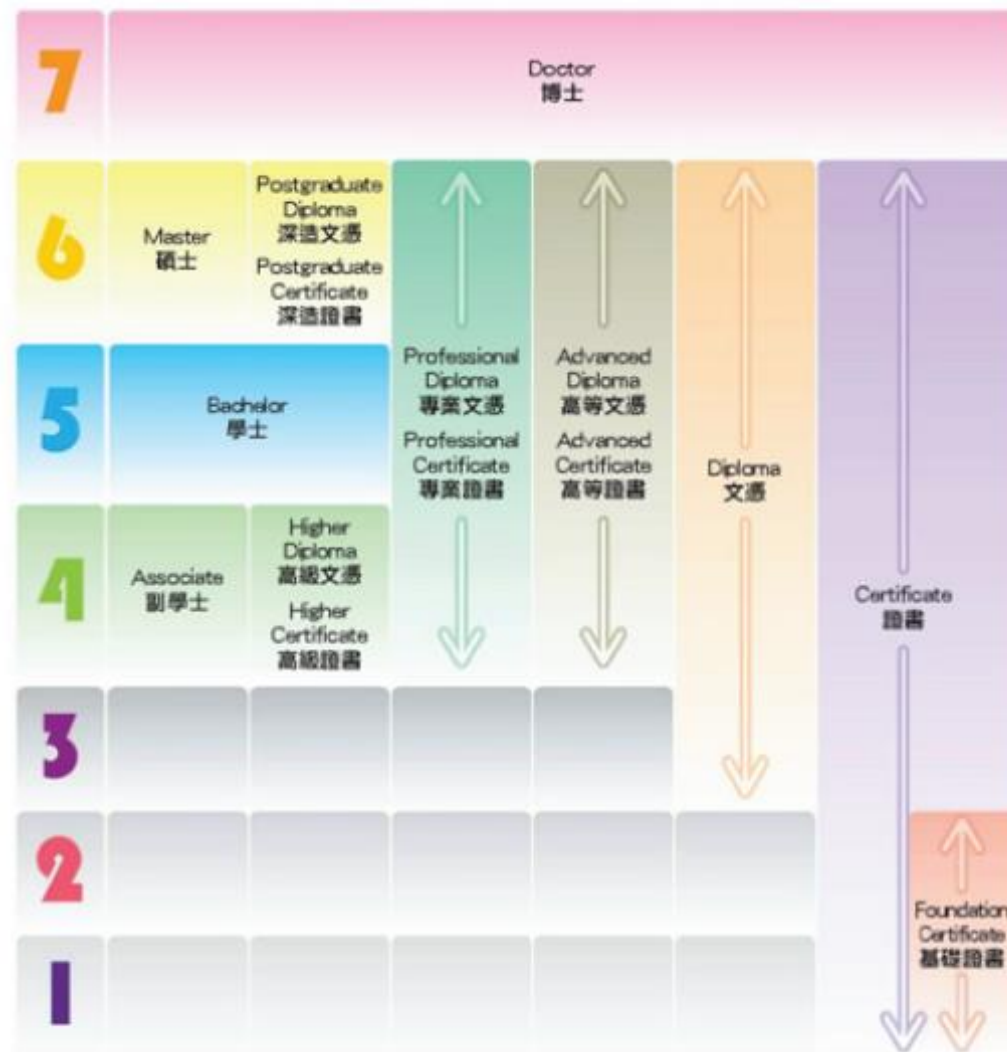 7
Doctor
博士
6
Master
碩士
Postgraduate
Diploma
深造文憑
Postgraduate
Certificate
深造證書
5
Bachelor
學士
4
Associate
副學士
Higher
Diploma
高級文憑
Higher
Certificate
高級證書
Professional
Diploma
專業文憑
Professional
Certificate
專業證書
Advanced
Diploma
高等文憑
Advanced
Certificate
高等證書
Diploma
文憑
Certificate
證書
3
2
Foundation
Certificate
基礎證書
1